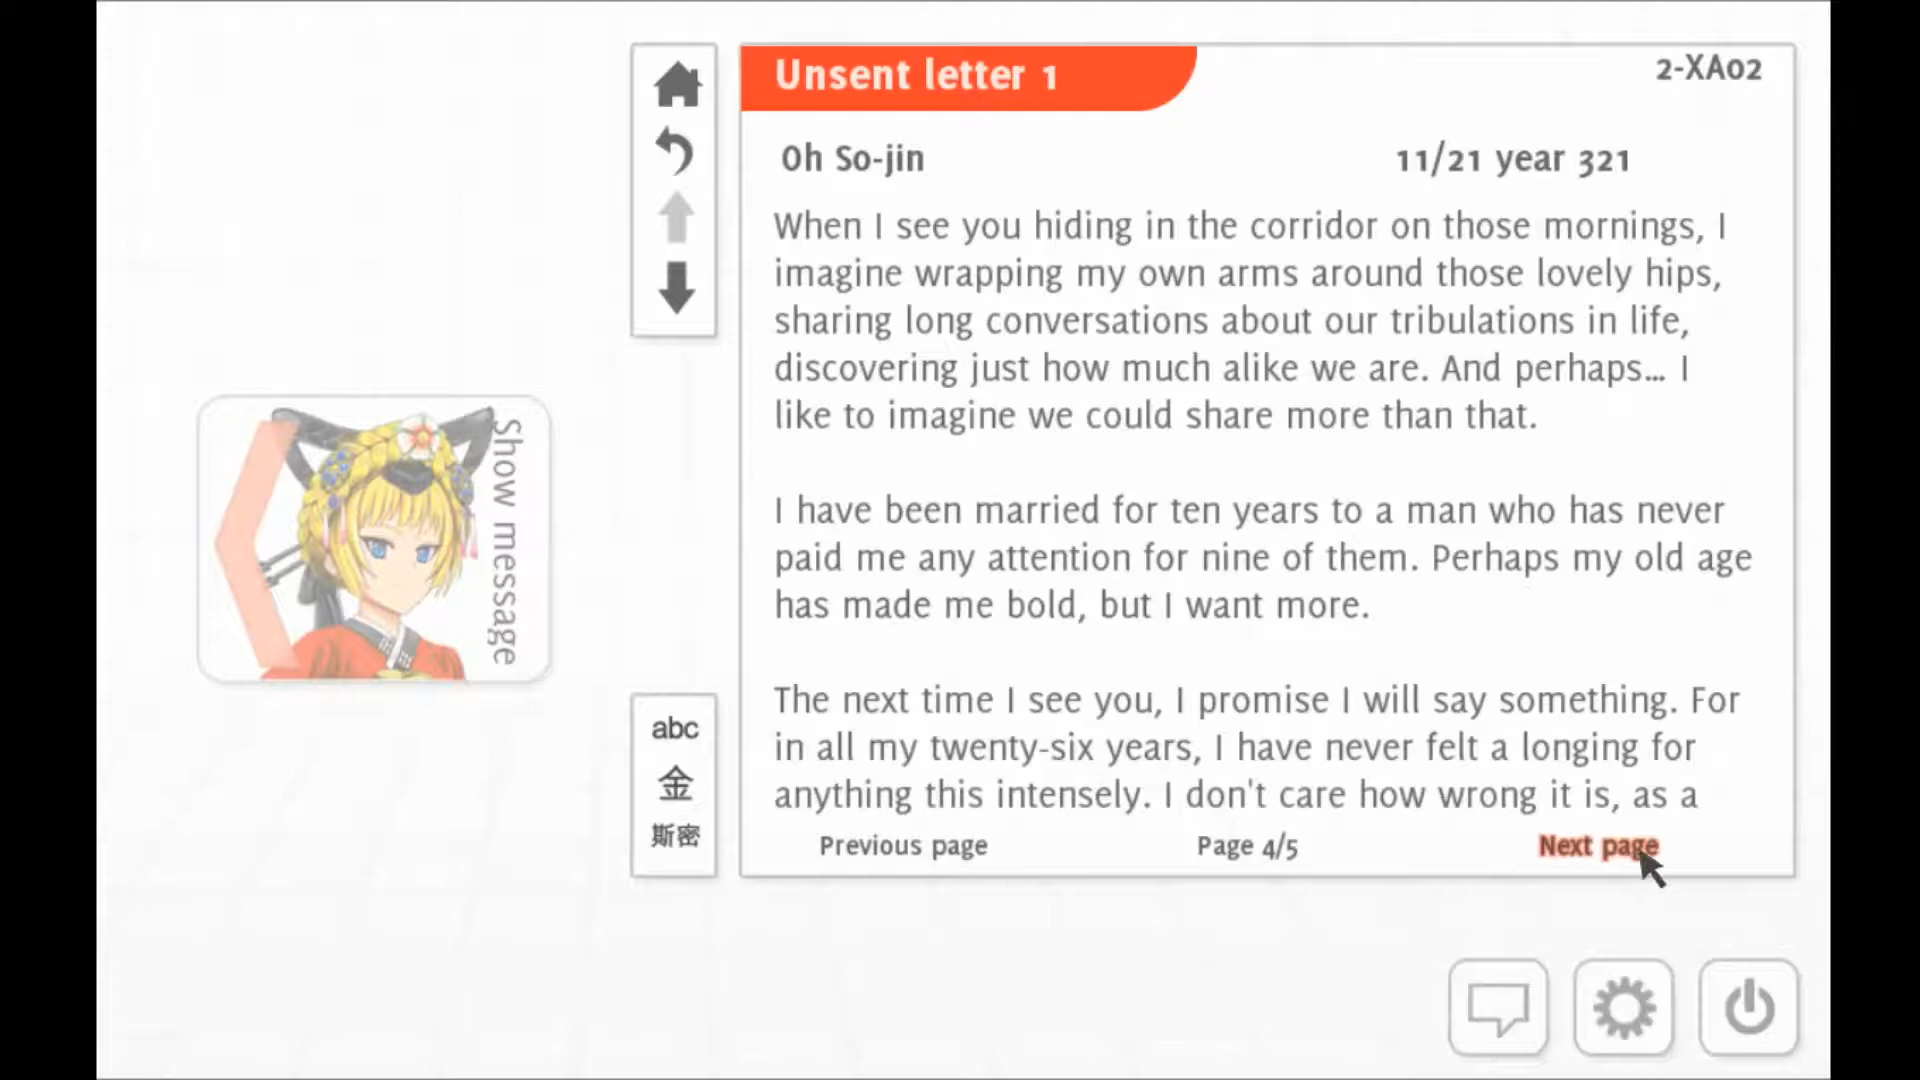 Unsent letter 1
2-XA02
Oh So-jin
11/21 year 321
When I see you hiding in the corridor on those mornings, I
imagine wrapping my own arms around those lovely hips,
sharing long conversations about our tribulations in life,
discovering just how much alike we are. And perhaps... I
like to imagine we could share more than that.
I have been married for ten years to a man who has never
paid me any attention for nine of them. Perhaps my old age
has made me bold, but I want more.
The next time I see you, I promise I will say something. For
in all my twenty-six years, I have never felt a longing for
anything this intensely. I don't care how wrong it is, as a
Previous page
Page 4/5
Next page
Show message
abc
金
斯密